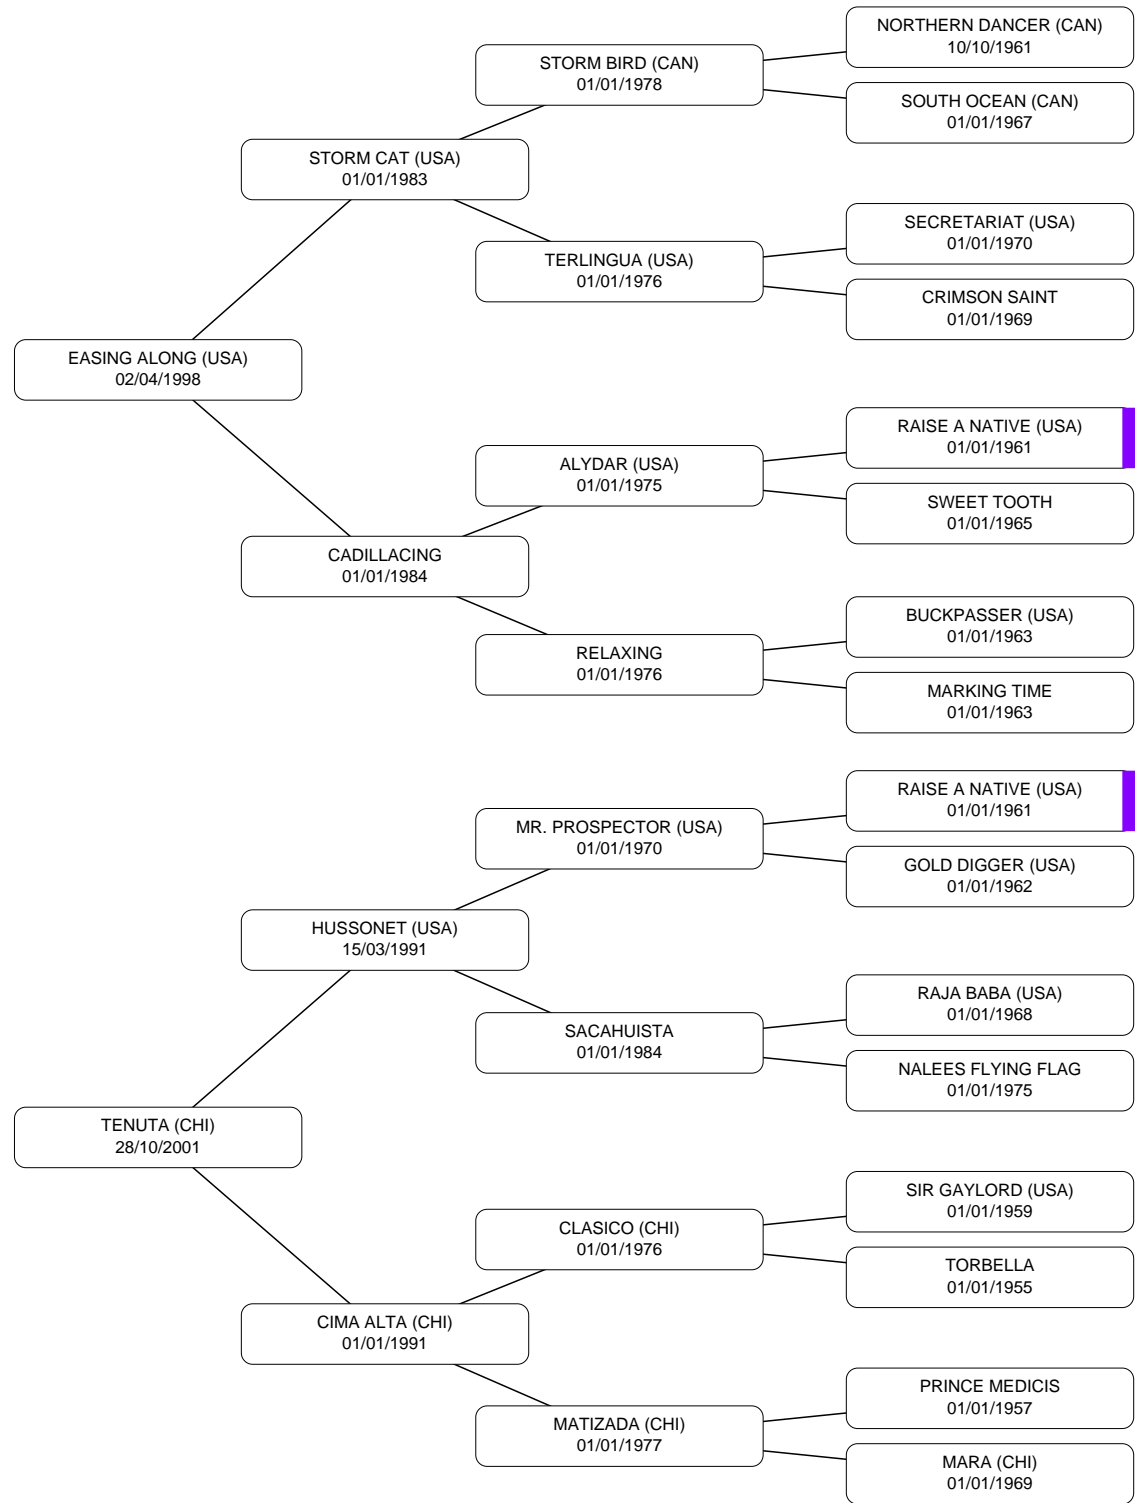 NORTHERN DANCER (CAN)
10/10/1961
STORM BIRD (CAN)
01/01/1978
SOUTH OCEAN (CAN)
01/01/1967
STORM CAT (USA)
01/01/1983
SECRETARIAT (USA)
01/01/1970
TERLINGUA (USA)
01/01/1976
CRIMSON SAINT
01/01/1969
EASING ALONG (USA)
02/04/1998
RAISE A NATIVE (USA)
01/01/1961
ALYDAR (USA)
01/01/1975
SWEET TOOTH
01/01/1965
CADILLACING
01/01/1984
BUCKPASSER (USA)
01/01/1963
RELAXING
01/01/1976
MARKING TIME
01/01/1963
RAISE A NATIVE (USA)
01/01/1961
MR. PROSPECTOR (USA)
01/01/1970
GOLD DIGGER (USA)
01/01/1962
HUSSONET (USA)
15/03/1991
RAJA BABA (USA)
01/01/1968
SACAHUISTA
01/01/1984
NALEES FLYING FLAG
01/01/1975
TENUTA (CHI)
28/10/2001
SIR GAYLORD (USA)
01/01/1959
CLASICO (CHI)
01/01/1976
TORBELLA
01/01/1955
CIMA ALTA (CHI)
01/01/1991
PRINCE MEDICIS
01/01/1957
MATIZADA (CHI)
01/01/1977
MARA (CHI)
01/01/1969